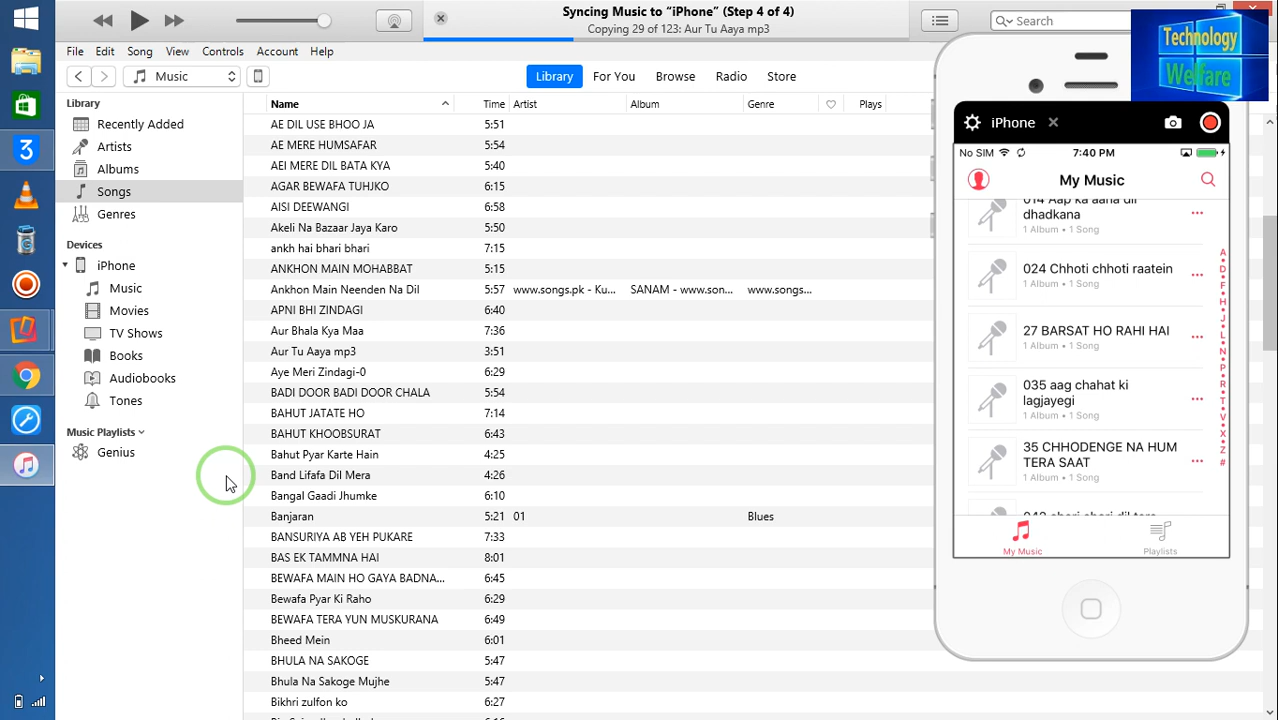 Syncing Music to “iPhone” (Step 4 of 4)
Copying 29 of 123: Aur Tu Aaya mp3
Search
Technology
Welfare
File Edit Song View Controls Account Help
Music
Library For You Browse Radio Store
Library
Recently Added
Artists
Albums
Songs
Genres
Devices
iPhone
Music
Movies
TV Shows
Books
Audiobooks
Tones
Music Playlists
Genius
Name Time Artist Album Genre Plays
AE DIL USE BHOO JA 5:51
AE MERE HUMSAFAR 5:54
AEI MERE DIL BATA KYA 5:40
AGAR BEWAFA TUHJKO 6:15
AISI DEEWANGI 6:58
Akeli Na Bazaar Jaya Karo 5:50
ankh hai bhari bhari 7:15
ANKHON MAIN MOHABBAT 5:15
Ankhon Main Neenden Na Dil 5:57 www.songs.pk - Ku... SANAM - www.son... www.songs...
APNI BHI ZINDAGI 6:40
Aur Bhala Kya Maa 7:36
Aur Tu Aaya mp3 3:51
Aye Meri Zindagi-0 6:29
BADI DOOR BADI DOOR CHALA 6:29
BAHUT JATATE HO 7:14
BAHUT KHOOBSURAT 6:43
Bahut Pyar Karte Hain 4:25
Band Lifafa Dil Mera 4:26
Bangal Gaadi Jhumke 6:10
Banjaran 5:21 01 Blues
BANSURIYA AB YEH PUKARE 7:33
BAS EK TAMMNA HAI 8:01
BEWAFA MAIN HO GAYA BADNA... 6:45
Bewafa Pyar Ki Raho 6:29
BEWAFA TERA YUN MUSKURANA 6:49
Bheed Mein 6:01
BHULA NA SAKOGE 5:47
Bhula Na Sakoge Mujhe 5:47
Bikhri zulfon ko 6:27
iPhone
No SIM 7:40 PM
My Music
014 Aap ka aana dil
dhadkana
1 Album • 1 Song
024 Chhoti chhoti raatein
1 Album • 1 Song
27 BARSAT HO RAHI HAI
1 Album • 1 Song
035 aag chahat ki
lagjayegi
1 Album • 1 Song
35 CHHODENGE NA HUM
TERA SAAT
1 Album • 1 Song
A
D
F
H
J
L
N
P
R
T
V
X
Z
#
My Music Playlists